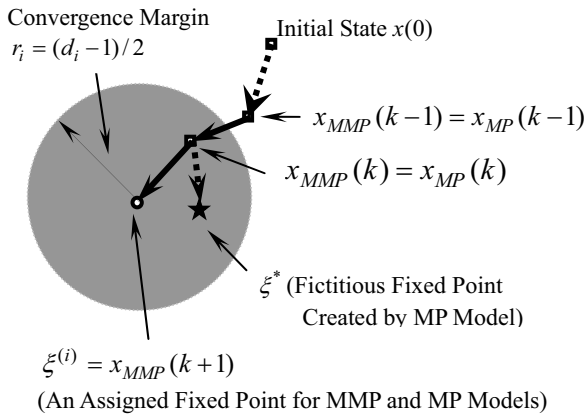 Convergence Margin
r_i = (d_i −1)/2
Initial State x(0)
x_MMP(k−1) = x_MP(k−1)
x_MMP(k) = x_MP(k)
ξ* (Fictitious Fixed Point
Created by MP Model)
ξ^(i) = x_MMP(k+1)
(An Assigned Fixed Point for MMP and MP Models)